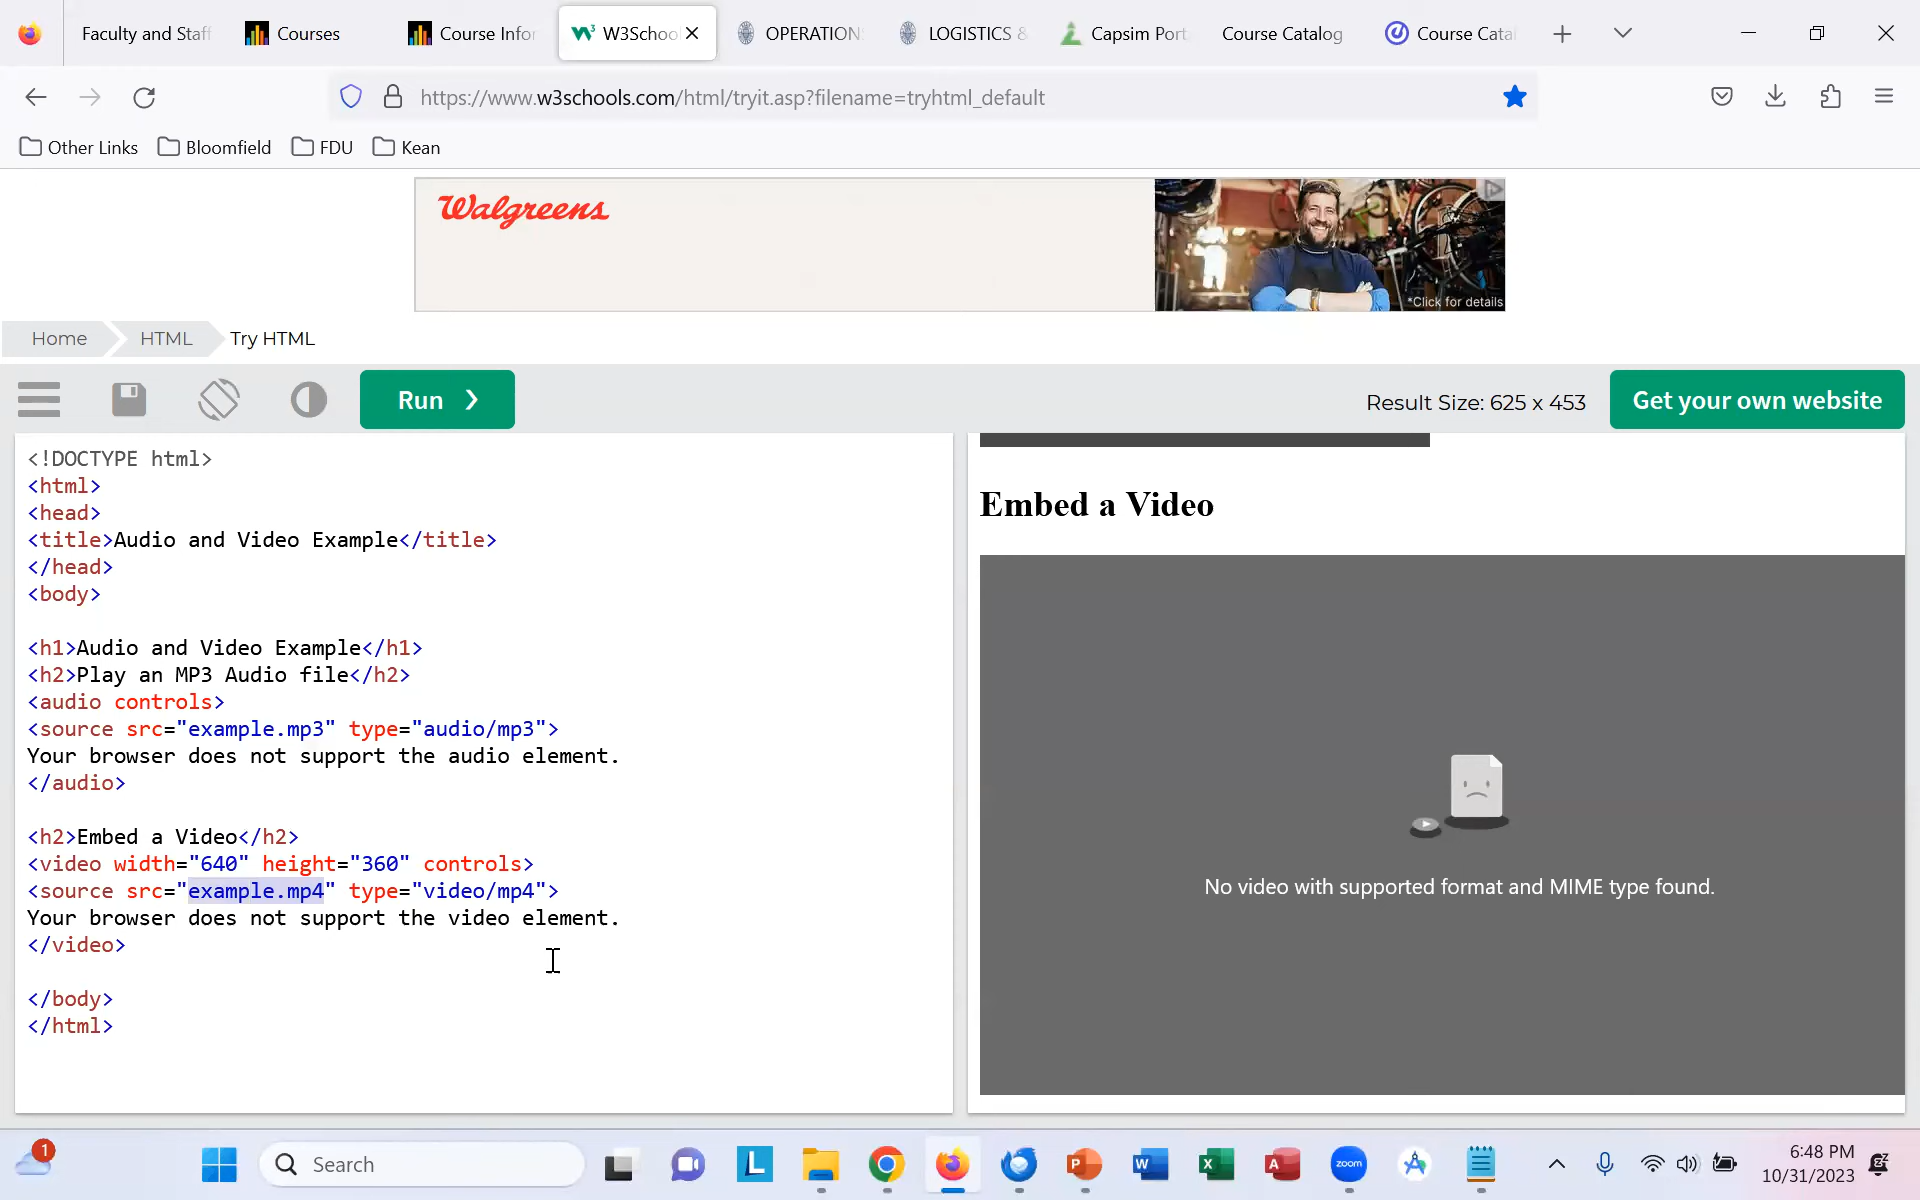 Faculty and Staff
Courses
Course Infor
W3Schoo
OPERATION
LOGISTICS &
Capsim Port
Course Catalog
Course Cata
https://www.w3schools.com/html/tryit.asp?filename=tryhtml_default
Other Links
Bloomfield
FDU
Kean
Walgreens
*Click for details
Home
HTML
Try HTML
Run ❯
Result Size: 625 x 453
Get your own website
<!DOCTYPE html>
<html>
<head>
<title>Audio and Video Example</title>
</head>
<body>
<h1>Audio and Video Example</h1>
<h2>Play an MP3 Audio file</h2>
<audio controls>
<source src="example.mp3" type="audio/mp3">
Your browser does not support the audio element.
</audio>
<h2>Embed a Video</h2>
<video width="640" height="360" controls>
<source src="example.mp4" type="video/mp4">
Your browser does not support the video element.
</video>
</body>
</html>
Embed a Video
No video with supported format and MIME type found.
1
Search
L
P
W
X
A
zoom
6:48 PM
10/31/2023